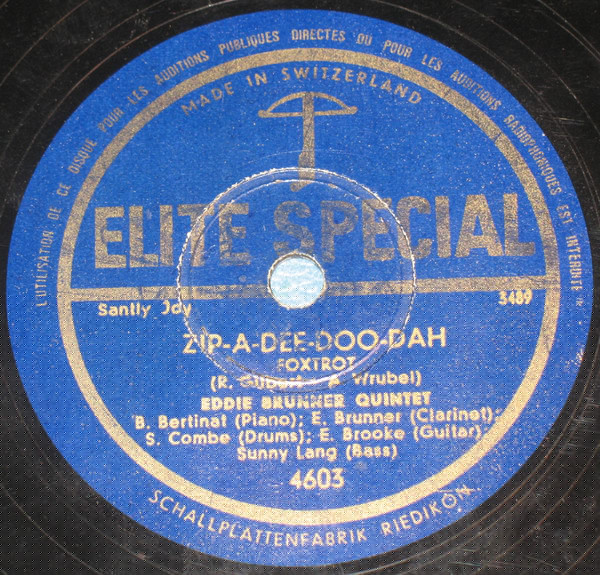 L'UTILISATION DE CE DISQUE POUR LES AUDITIONS PUBLIQUES DIRECTES OU POUR LES AUDITIONS RADIOPHONIQUES EST INTERDITE
MADE IN SWITZERLAND
ELITE SPECIAL
Santly Joy
3489
ZIP-A-DEE-DOO-DAH
FOXTROT
(R. Gilbert - A. Wrubel)
EDDIE BRUNNER QUINTET
B. Bertinat (Piano); E. Brunner (Clarinet);
S. Combe (Drums); E. Brooke (Guitar)
Sunny Lang (Bass)
4603
SCHALLPLATTENFABRIK RIEDIKON